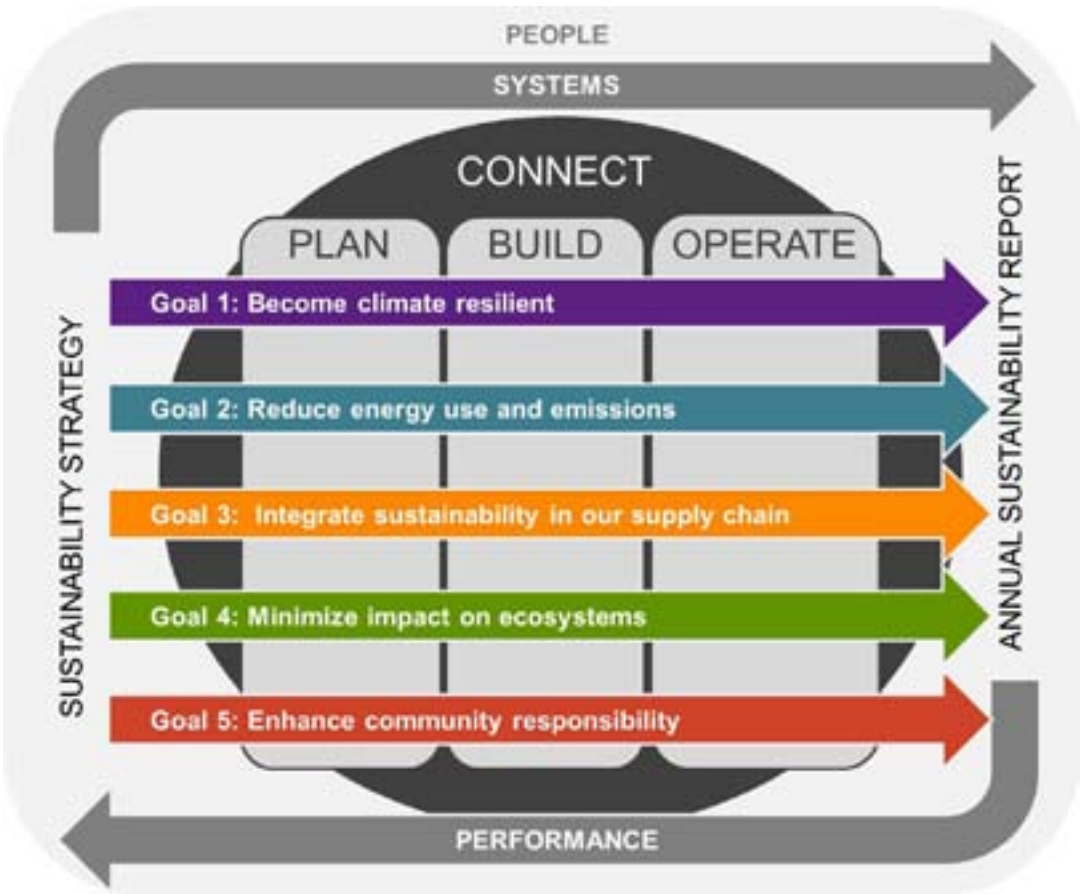 PEOPLE
SYSTEMS
CONNECT
PLAN
BUILD
OPERATE
SUSTAINABILITY STRATEGY
Goal 1: Become climate resilient
Goal 2: Reduce energy use and emissions
Goal 3: Integrate sustainability in our supply chain
Goal 4: Minimize impact on ecosystems
Goal 5: Enhance community responsibility
ANNUAL SUSTAINABILITY REPORT
PERFORMANCE